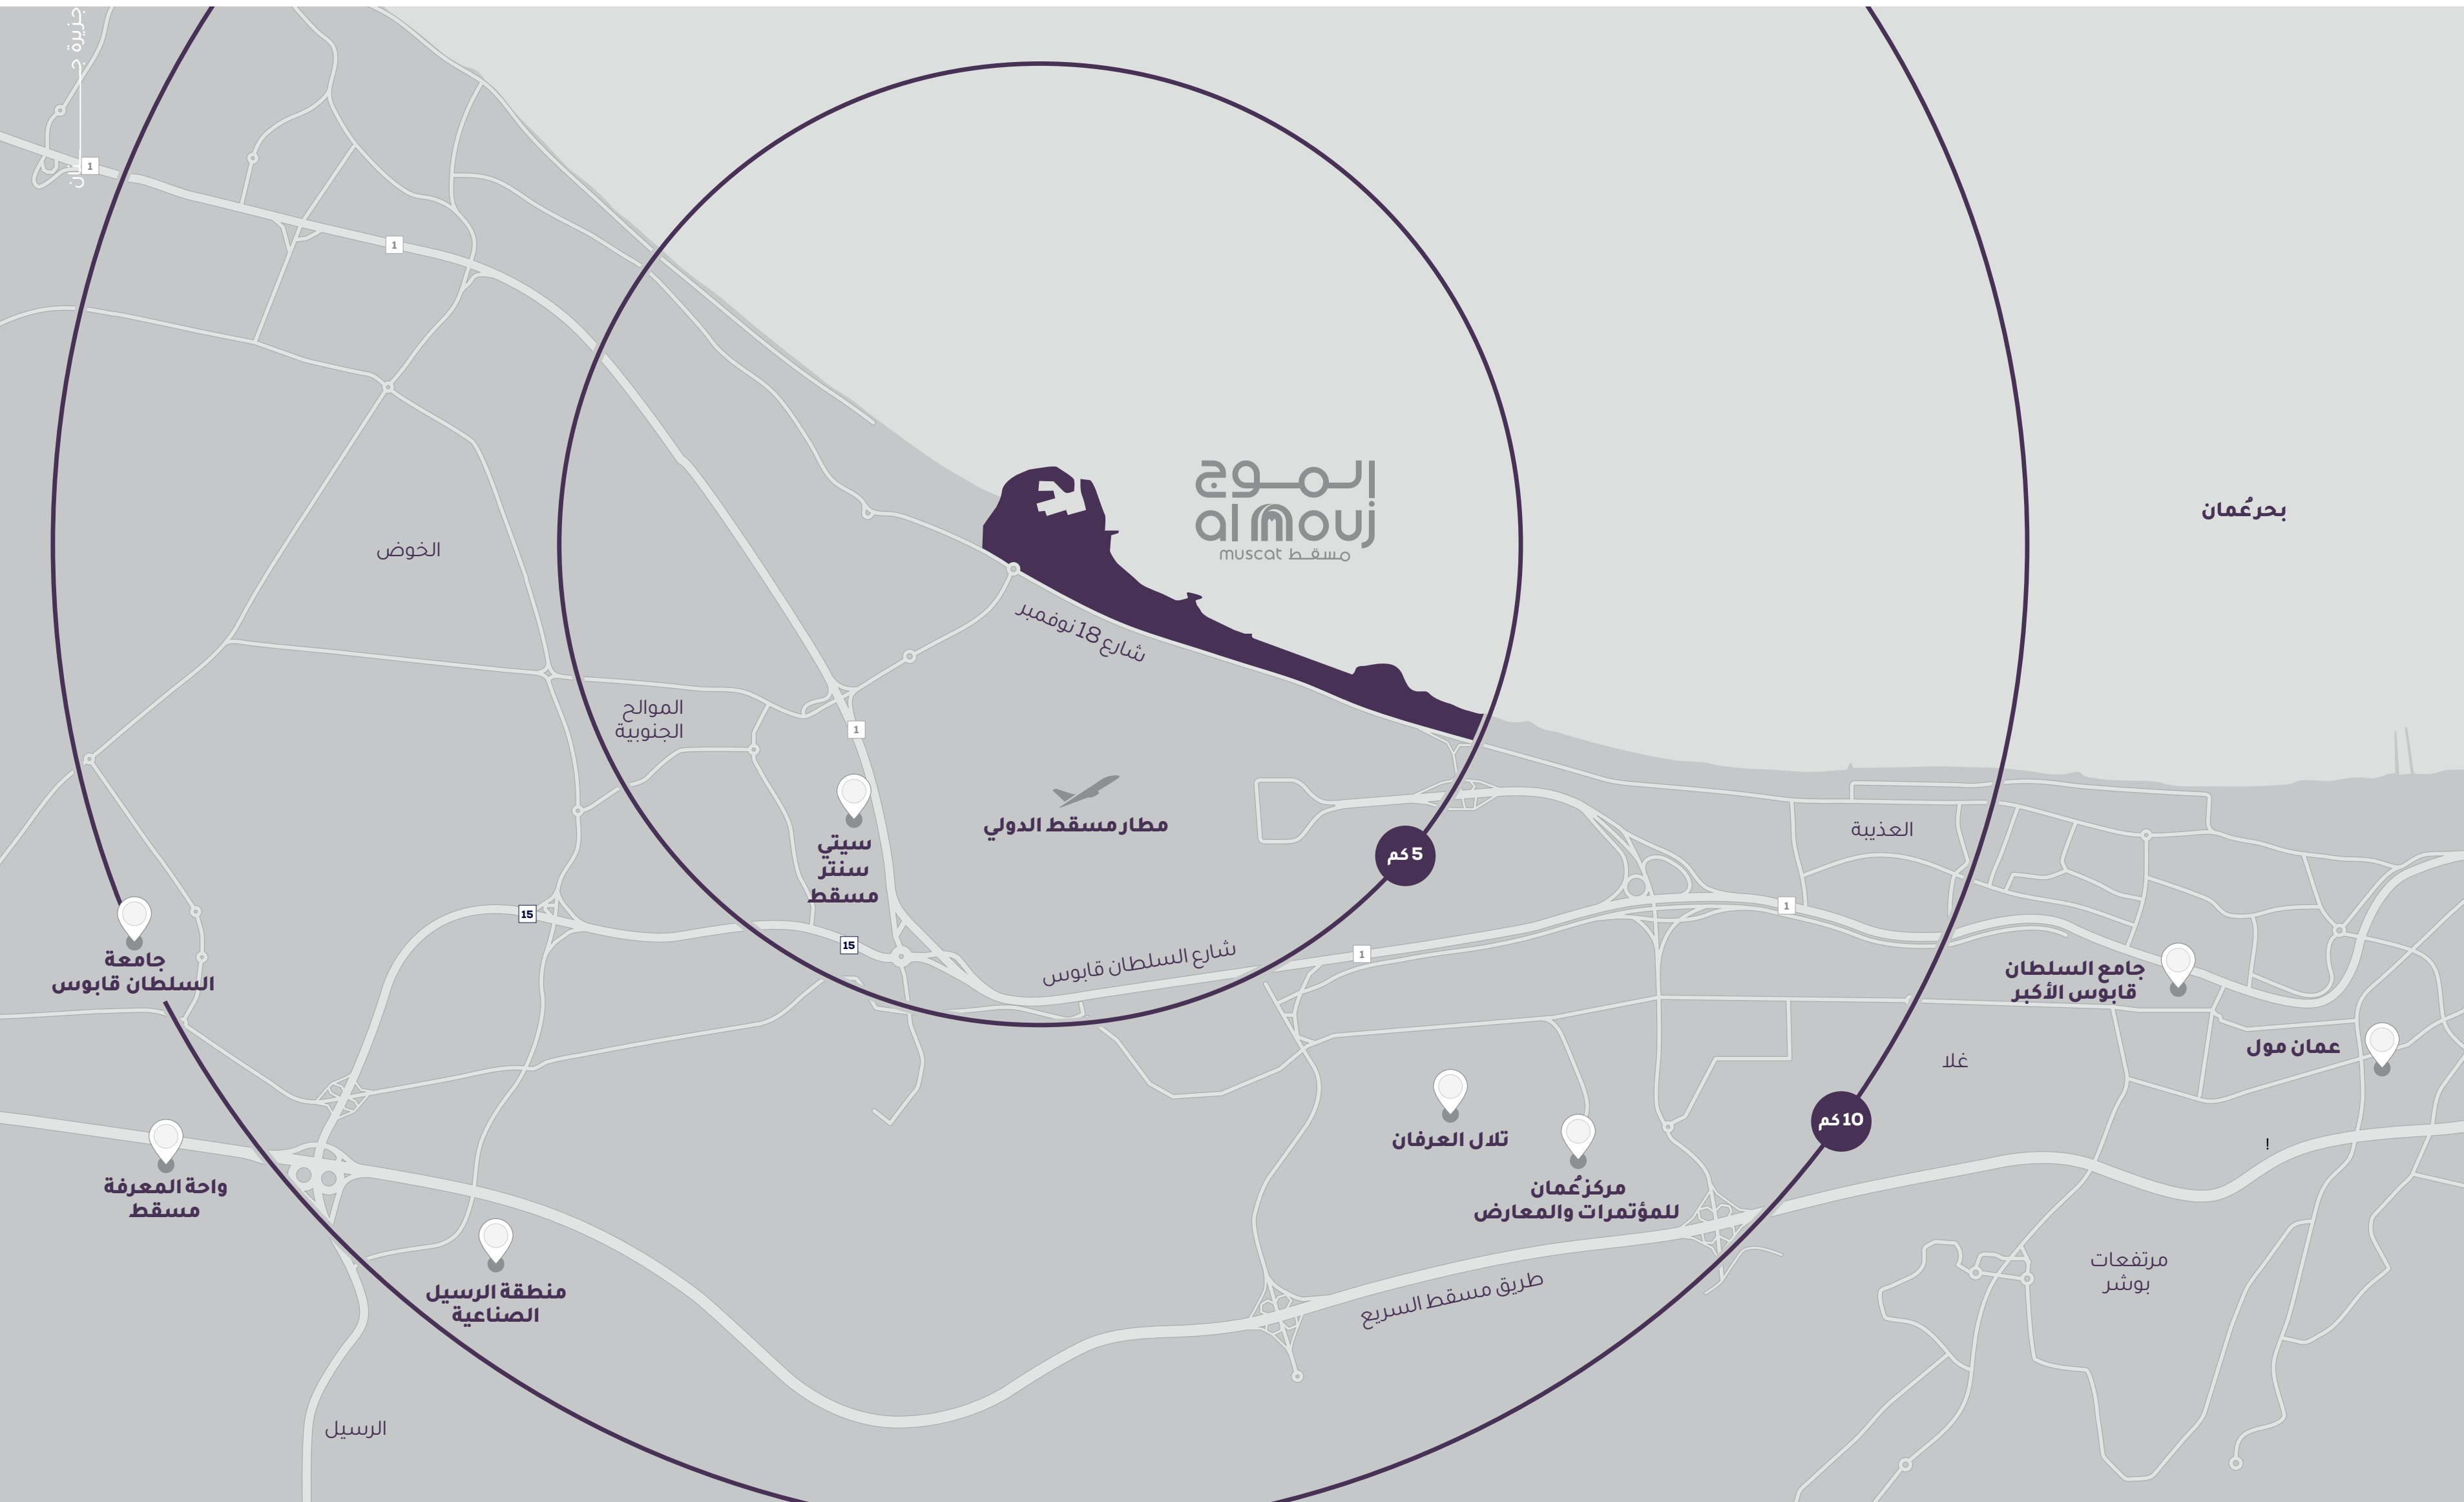 جزيرة
1
1
الموج
almouj
muscat مسقط
بحر عُمان
الخوض
شارع 18 نوفمبر
الموالح
الجنوبية
1
مطار مسقط الدولي
سيتي
سنتر
مسقط
5 كم
العذيبة
1
15
15
شارع السلطان قابوس
1
جامعة
السلطان قابوس
جامع السلطان
قابوس الأكبر
عمان مول
غلا
10 كم
تلال العرفان
مركز عُمان
للمؤتمرات والمعارض
!
واحة المعرفة
مسقط
منطقة الرسيل
الصناعية
طريق مسقط السريع
مرتفعات
بوشر
الرسيل